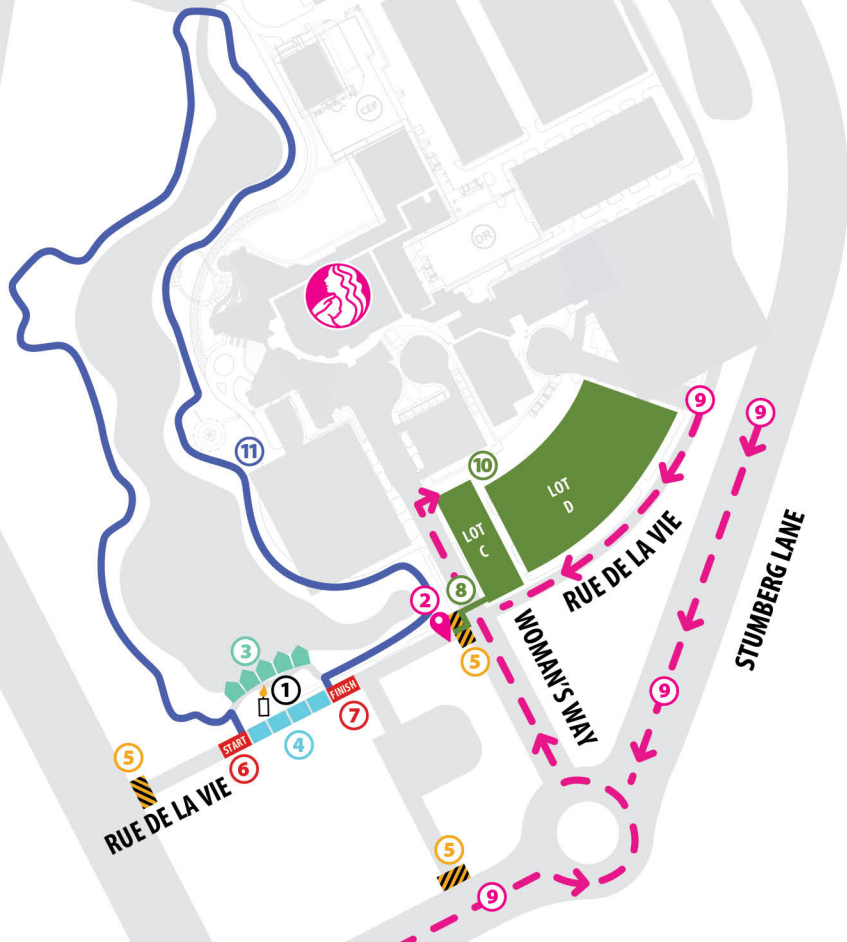 CEP
DR
9
9
11
10
LOT
D
LOT
C
RUE DE LA VIE
STUMBERG LANE
8
2
WOMAN'S WAY
3
5
1
9
FINISH
7
START
4
6
5
RUE DE LA VIE
5
9